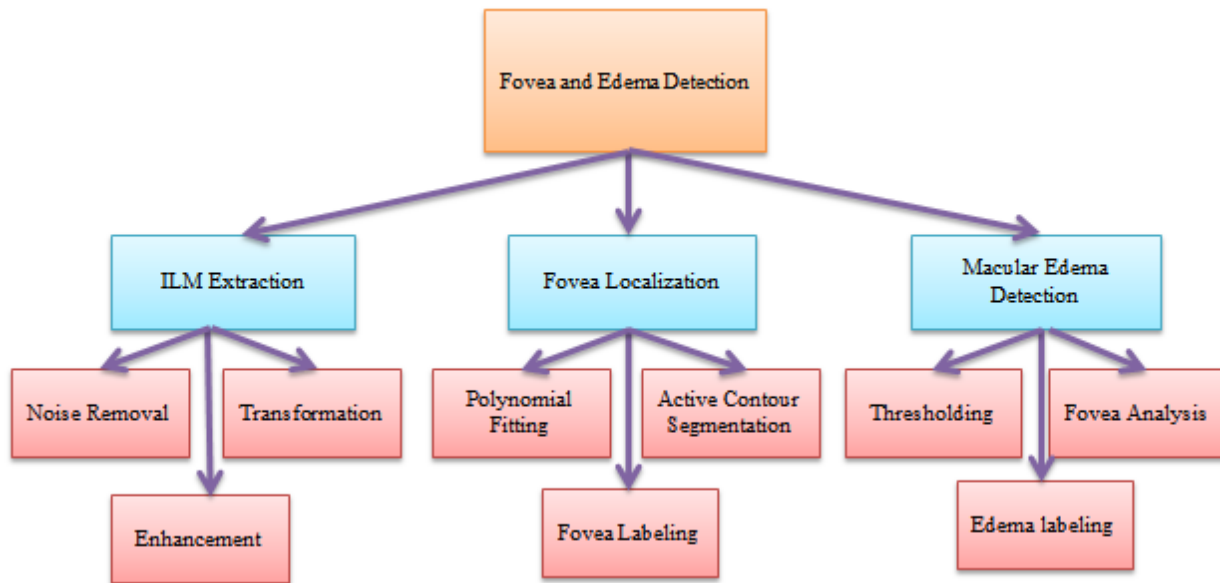 Fovea and Edema Detection
ILM Extraction
Fovea Localization
Macular Edema
Detection
Noise Removal
Transformation
Polynomial
Fitting
Active Contour
Segmentation
Thresholding
Fovea Analysis
Enhancement
Fovea Labeling
Edema labeling